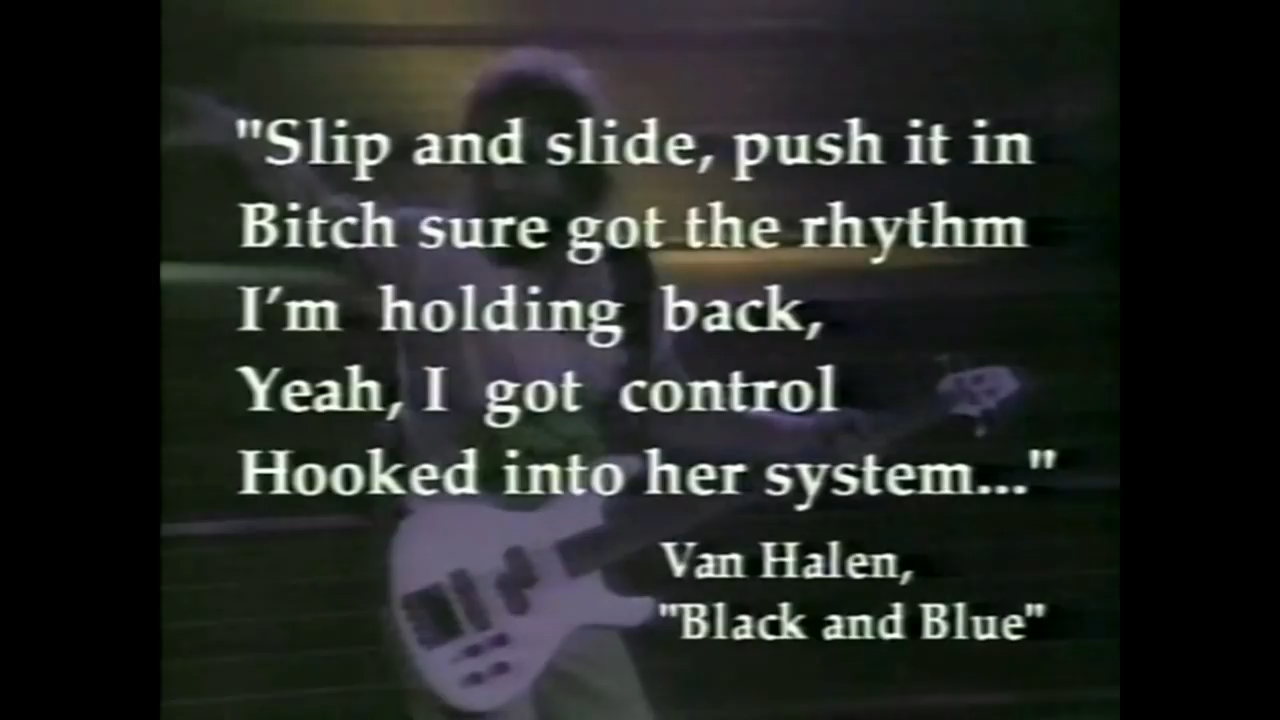 "Slip and slide, push it in
Bitch sure got the rhythm
I'm holding back,
Yeah, I got control
Hooked into her system..."
Van Halen,
"Black and Blue"